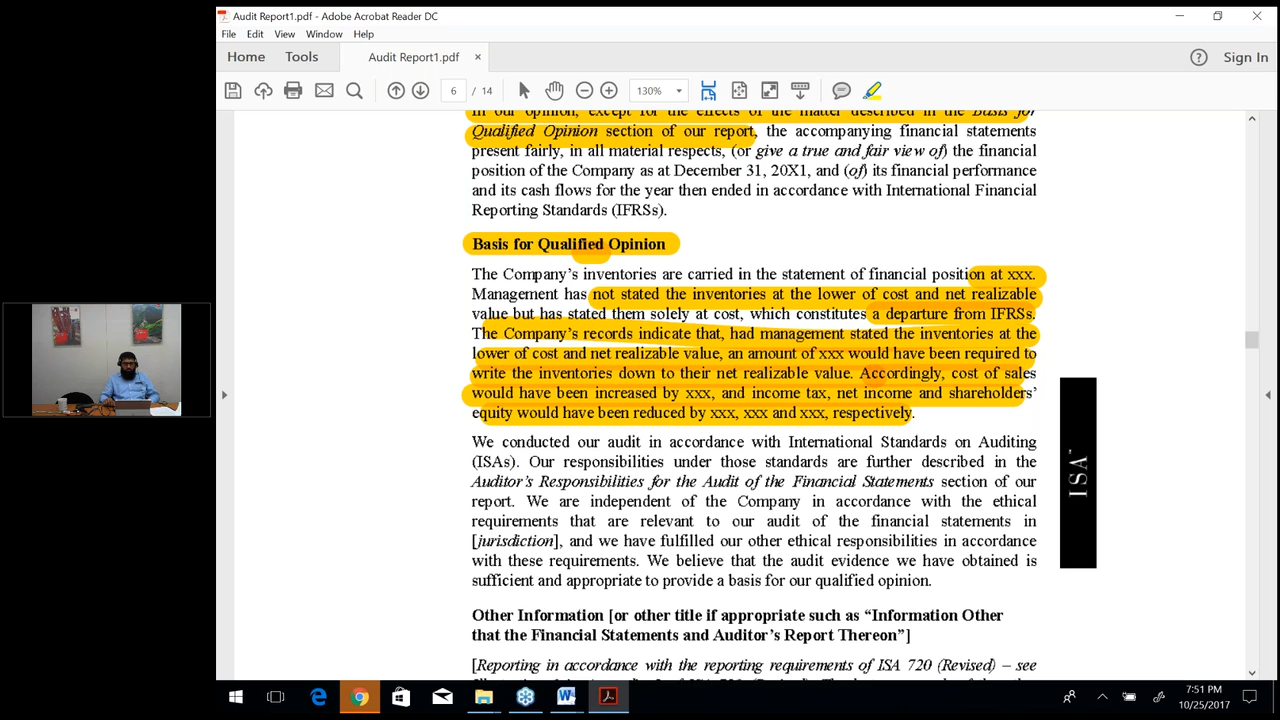 Audit Report1.pdf - Adobe Acrobat Reader DC
File Edit View Window Help
Home Tools Audit Report1.pdf × Sign In
6 / 14 130%
In our opinion, except for the effects of the matter described in the Basis for
Qualified Opinion section of our report, the accompanying financial statements
present fairly, in all material respects, (or give a true and fair view of) the financial
position of the Company as at December 31, 20X1, and (of) its financial performance
and its cash flows for the year then ended in accordance with International Financial
Reporting Standards (IFRSs).
Basis for Qualified Opinion
The Company's inventories are carried in the statement of financial position at xxx.
Management has not stated the inventories at the lower of cost and net realizable
value but has stated them solely at cost, which constitutes a departure from IFRSs.
The Company's records indicate that, had management stated the inventories at the
lower of cost and net realizable value, an amount of xxx would have been required to
write the inventories down to their net realizable value. Accordingly, cost of sales
would have been increased by xxx, and income tax, net income and shareholders'
equity would have been reduced by xxx, xxx and xxx, respectively.
We conducted our audit in accordance with International Standards on Auditing
(ISAs). Our responsibilities under those standards are further described in the
Auditor's Responsibilities for the Audit of the Financial Statements section of our
report. We are independent of the Company in accordance with the ethical
requirements that are relevant to our audit of the financial statements in
[jurisdiction], and we have fulfilled our other ethical responsibilities in accordance
with these requirements. We believe that the audit evidence we have obtained is
sufficient and appropriate to provide a basis for our qualified opinion.
ISA™
Other Information [or other title if appropriate such as “Information Other
that the Financial Statements and Auditor's Report Thereon”]
[Reporting in accordance with the reporting requirements of ISA 720 (Revised) – see
7:51 PM
10/25/2017